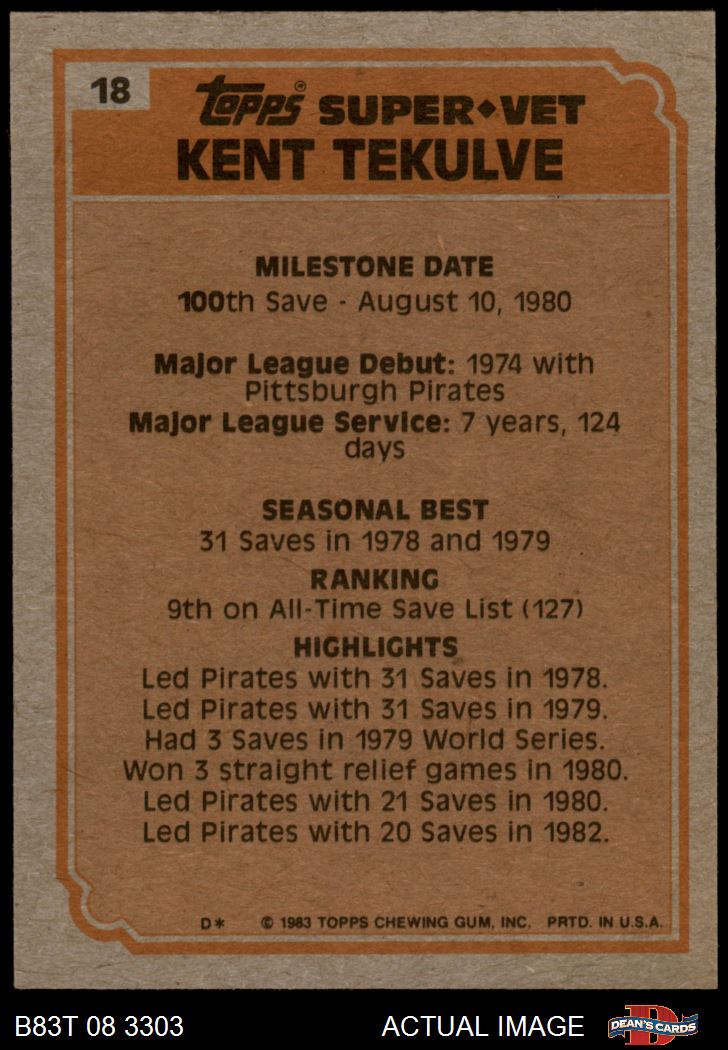 18
Topps® SUPER◆VET
KENT TEKULVE
MILESTONE DATE
100th Save - August 10, 1980
Major League Debut: 1974 with
Pittsburgh Pirates
Major League Service: 7 years, 124
days
SEASONAL BEST
31 Saves in 1978 and 1979
RANKING
9th on All-Time Save List (127)
HIGHLIGHTS
Led Pirates with 31 Saves in 1978.
Led Pirates with 31 Saves in 1979.
Had 3 Saves in 1979 World Series.
Won 3 straight relief games in 1980.
Led Pirates with 21 Saves in 1980.
Led Pirates with 20 Saves in 1982.
D* © 1983 TOPPS CHEWING GUM, INC. PRTD. IN U.S.A.
B83T 08 3303 ACTUAL IMAGE D DEAN'S CARDS